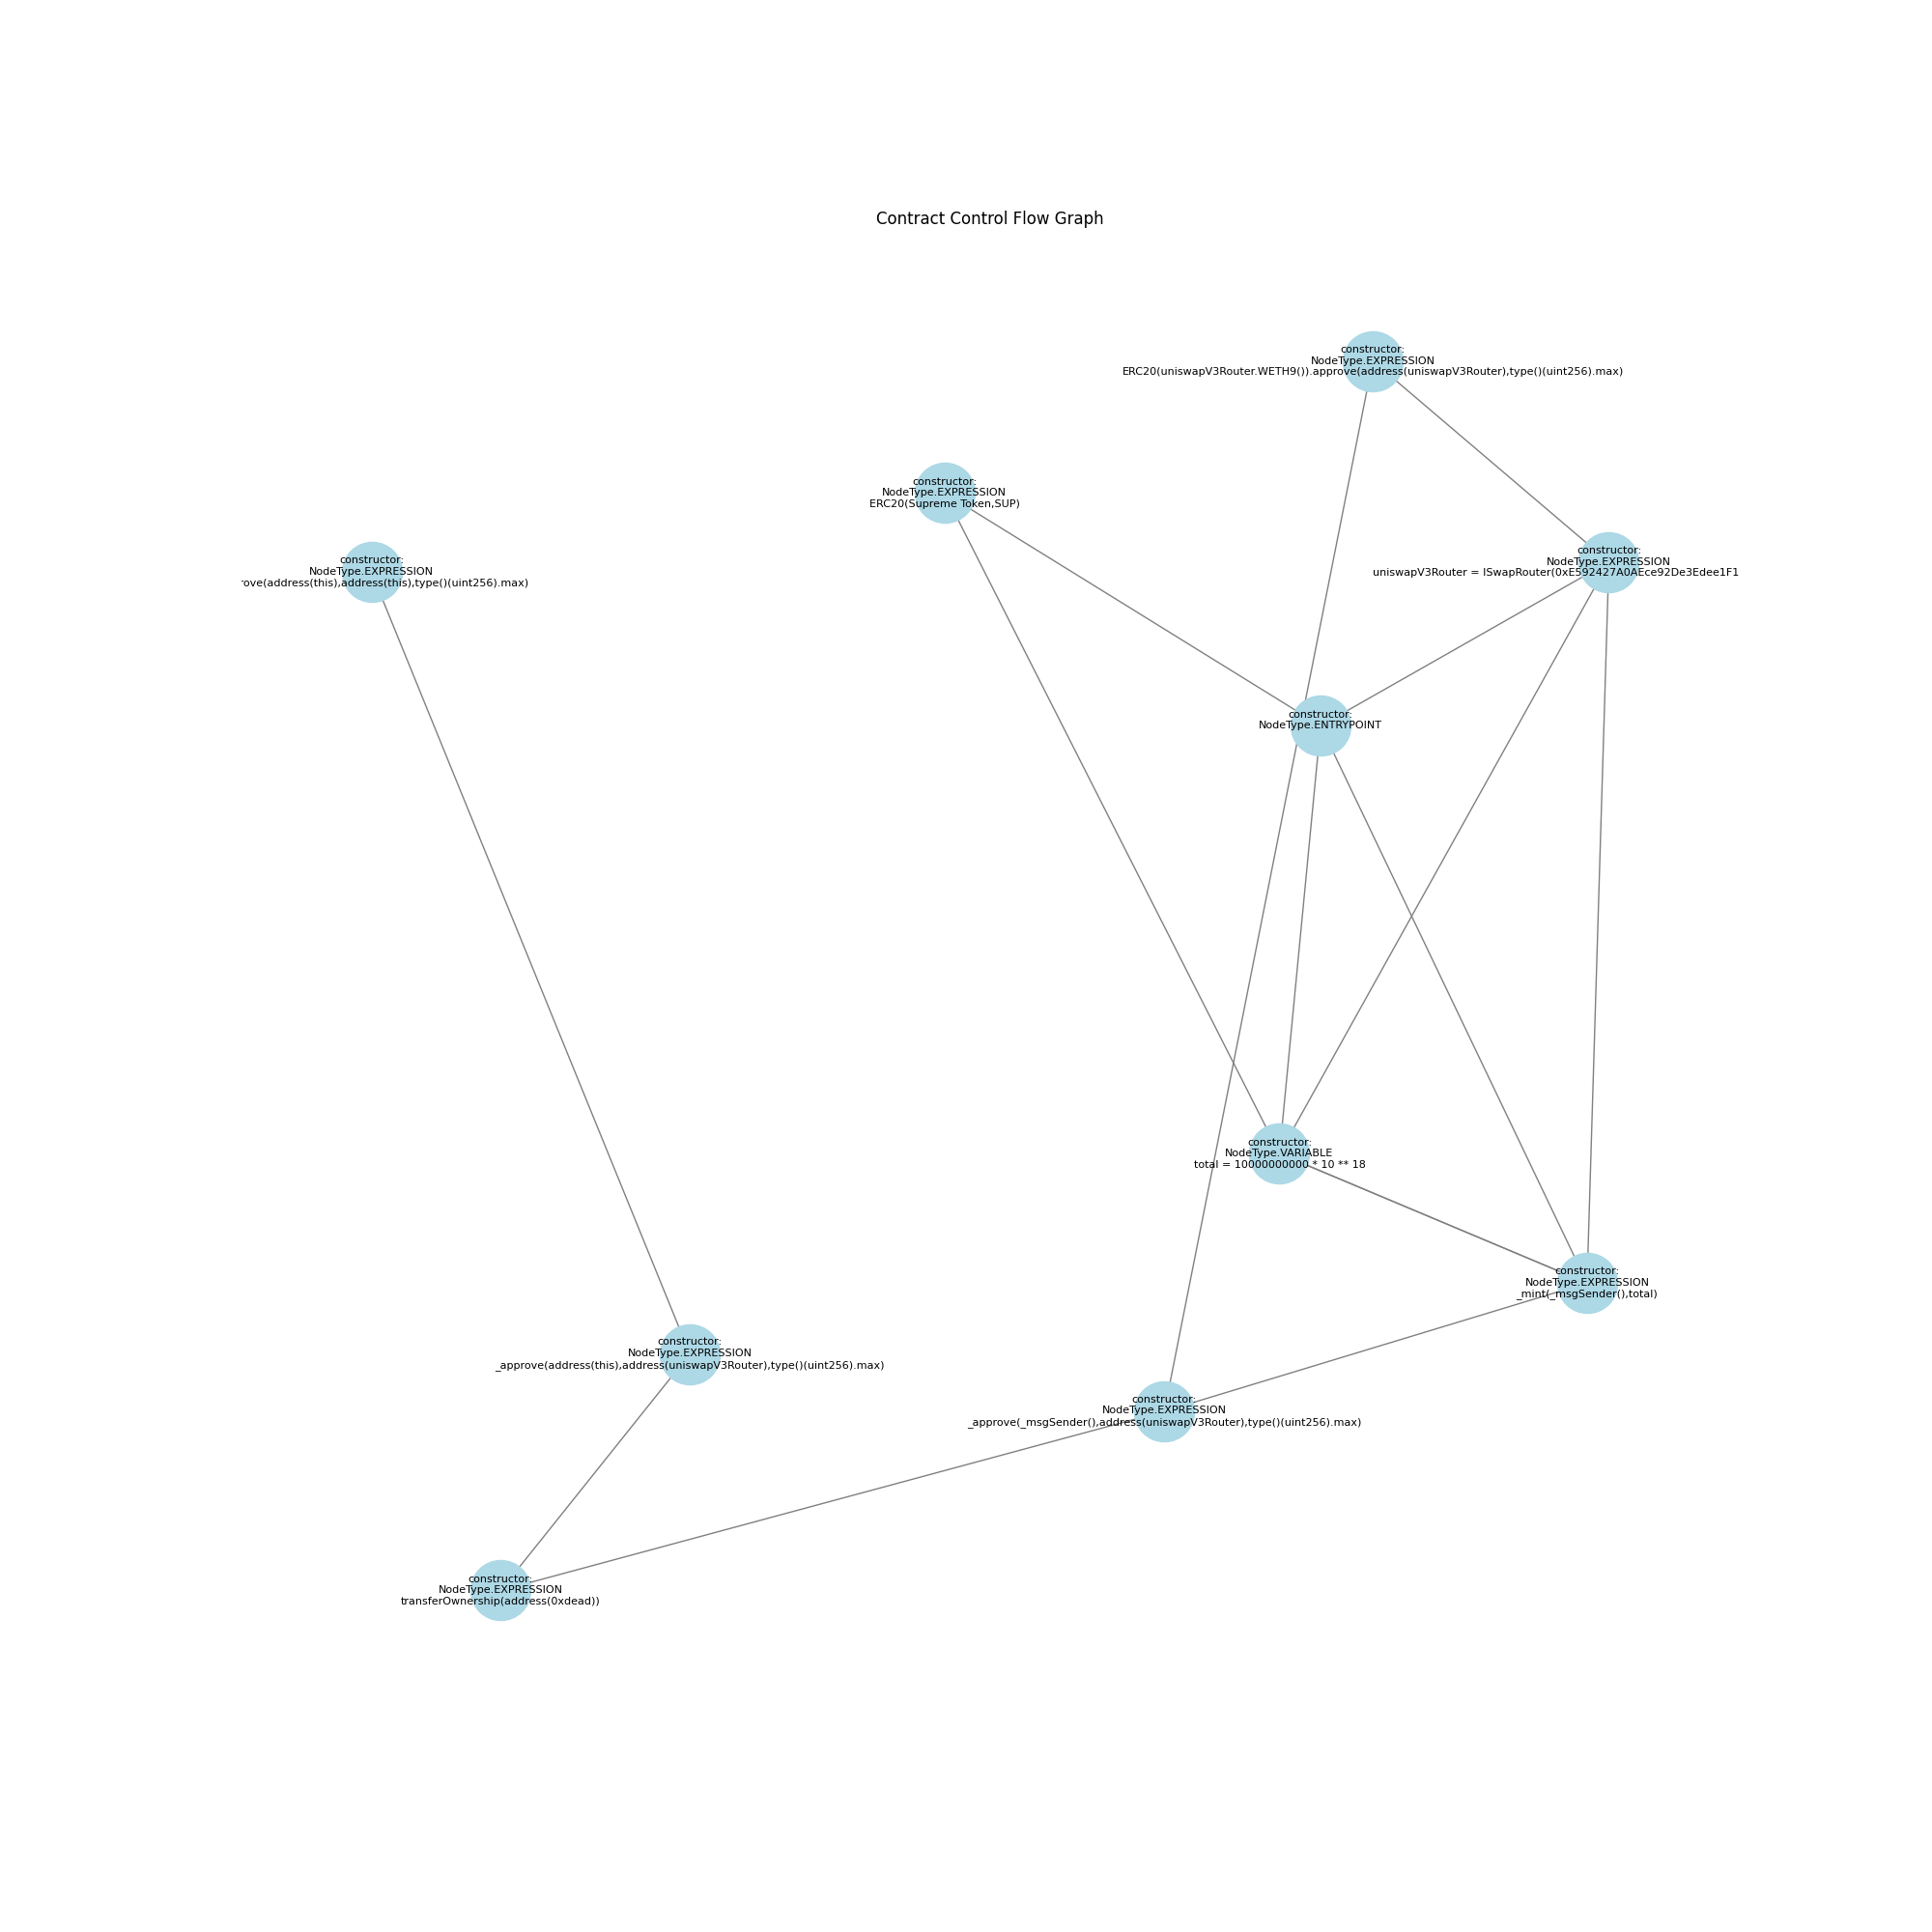 Contract Control Flow Graph
constructor:
NodeType.EXPRESSION
ERC20(uniswapV3Router.WETH9()).approve(address(uniswapV3Router),type()(uint256).max)
constructor:
NodeType.EXPRESSION
ERC20(Supreme Token,SUP)
constructor:
NodeType.EXPRESSION
uniswapV3Router = ISwapRouter(0xE592427A0AEce92De3Edee1F1
constructor:
NodeType.EXPRESSION
rove(address(this),address(this),type()(uint256).max)
constructor:
NodeType.ENTRYPOINT
constructor:
NodeType.VARIABLE
total = 10000000000 * 10 ** 18
constructor:
NodeType.EXPRESSION
_mint(_msgSender(),total)
constructor:
NodeType.EXPRESSION
_approve(address(this),address(uniswapV3Router),type()(uint256).max)
constructor:
NodeType.EXPRESSION
_approve(_msgSender(),address(uniswapV3Router),type()(uint256).max)
constructor:
NodeType.EXPRESSION
transferOwnership(address(0xdead))